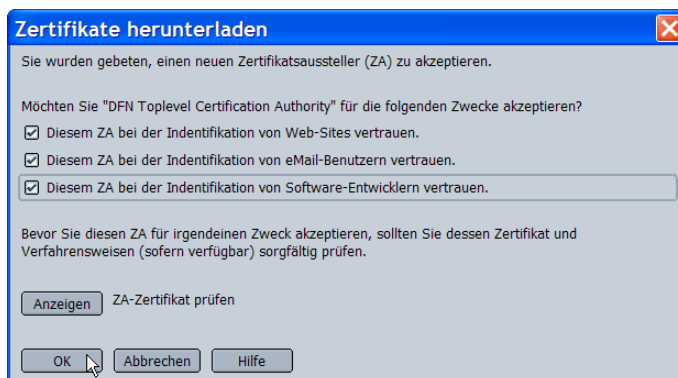 Zertifikate herunterladen
Sie wurden gebeten, einen neuen Zertifikatsaussteller (ZA) zu akzeptieren.
Möchten Sie "DFN Toplevel Certification Authority" für die folgenden Zwecke akzeptieren?
Diesem ZA bei der Indentifikation von Web-Sites vertrauen.
Diesem ZA bei der Indentifikation von eMail-Benutzern vertrauen.
Diesem ZA bei der Indentifikation von Software-Entwicklern vertrauen.
Bevor Sie diesen ZA für irgendeinen Zweck akzeptieren, sollten Sie dessen Zertifikat und
Verfahrensweisen (sofern verfügbar) sorgfältig prüfen.
Anzeigen ZA-Zertifikat prüfen
OK Abbrechen Hilfe